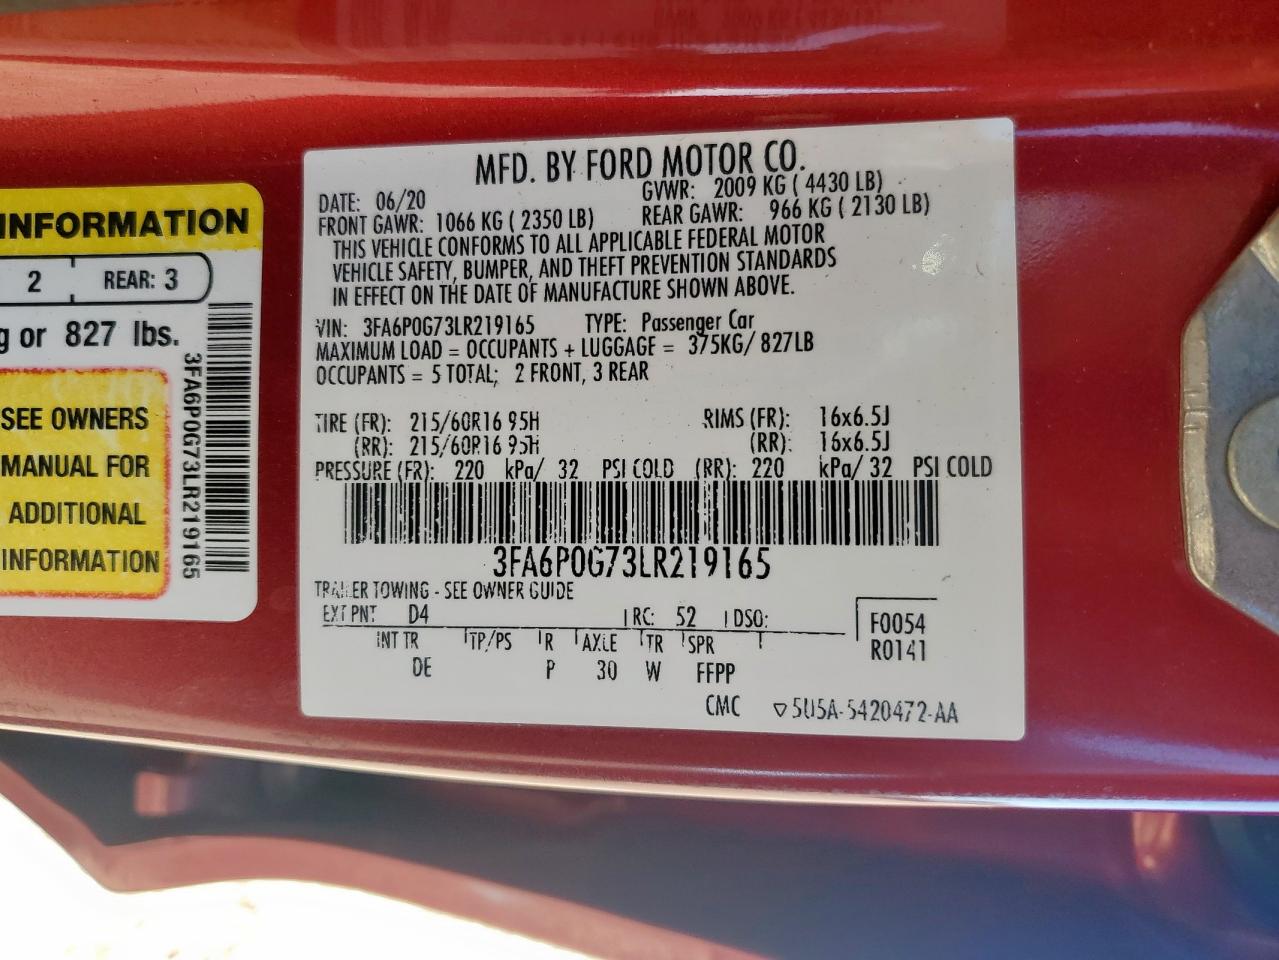 INFORMATION
2 REAR: 3
g or 827 lbs.
SEE OWNERS
MANUAL FOR
ADDITIONAL
INFORMATION
3FA6P0G73LR219165
MFD. BY FORD MOTOR CO.
DATE: 06/20 GVWR: 2009 KG ( 4430 LB)
FRONT GAWR: 1066 KG ( 2350 LB) REAR GAWR: 966 KG ( 2130 LB)
THIS VEHICLE CONFORMS TO ALL APPLICABLE FEDERAL MOTOR
VEHICLE SAFETY, BUMPER, AND THEFT PREVENTION STANDARDS
IN EFFECT ON THE DATE OF MANUFACTURE SHOWN ABOVE.
VIN: 3FA6P0G73LR219165 TYPE: Passenger Car
MAXIMUM LOAD = OCCUPANTS + LUGGAGE = 375KG/ 827LB
OCCUPANTS = 5 TOTAL; 2 FRONT, 3 REAR
TIRE (FR): 215/60R16 95H RIMS (FR): 16x6.5J
(RR): 215/60R16 95H (RR): 16x6.5J
PRESSURE (FR): 220 kPa/ 32 PSI COLD (RR): 220 kPa/ 32 PSI COLD
3FA6P0G73LR219165
TRAILER TOWING - SEE OWNER GUIDE
EXT PNT: D4 RC: 52 DSO:
F0054
INT TR TP/PS R AXLE TR SPR
R0141
DE P 30 W FFPP
CMC ▽5U5A-5420472-AA